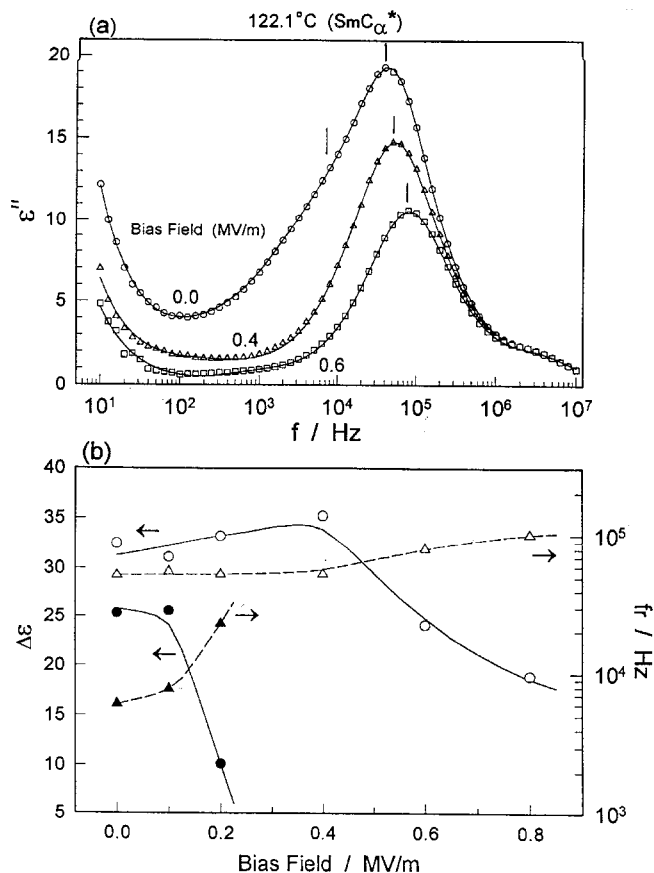 122.1°C (SmCα*)
(a)
20
15
10
5
0
ε"
Bias Field (MV/m)
0.0
0.4
0.6
10¹ 10² 10³ 10⁴ 10⁵ 10⁶ 10⁷
f / Hz
(b)
40
35
30
25
20
15
10
5
Δε
10⁵
10⁴
10³
fr / Hz
0.0 0.2 0.4 0.6 0.8
Bias Field / MV/m